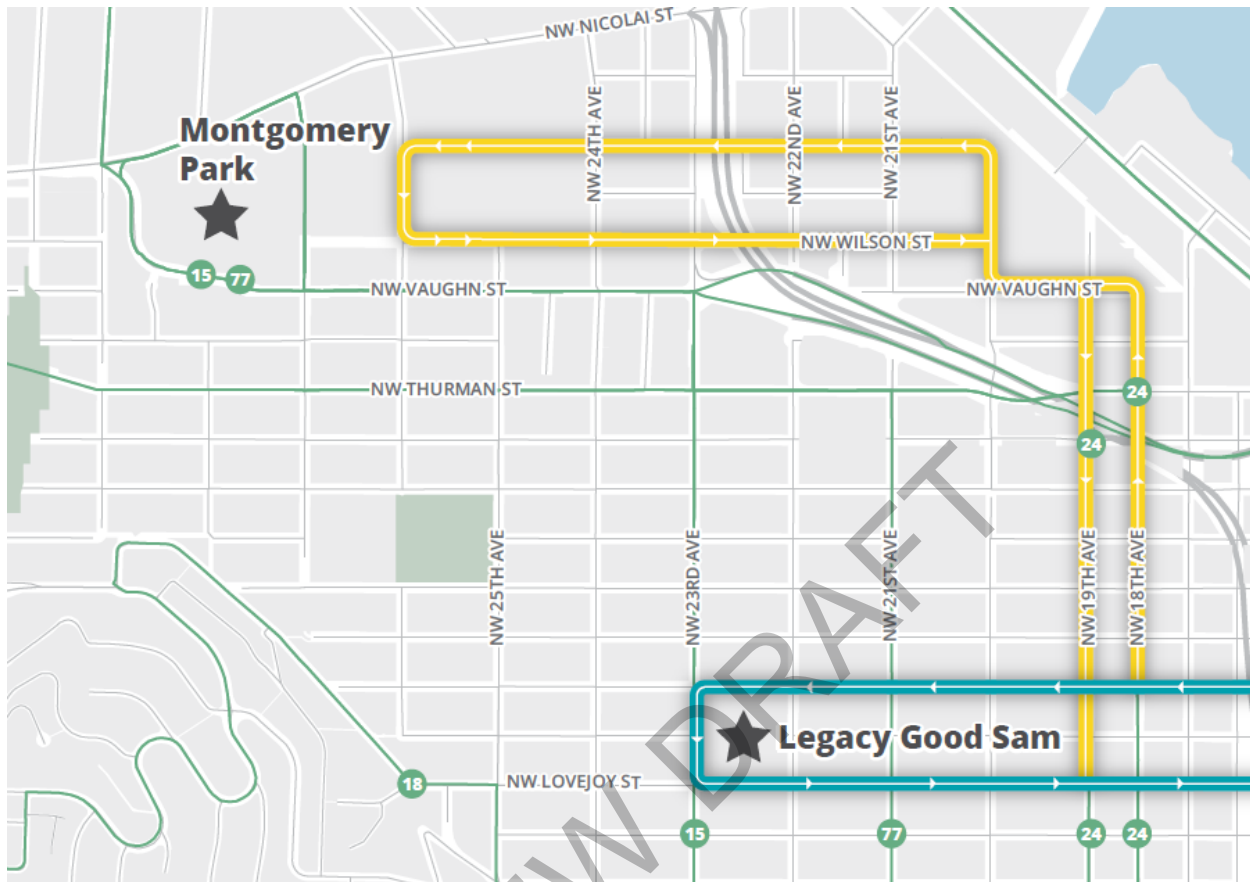 NW NICOLAI ST
Montgomery
Park
NW 24TH AVE
NW 22ND AVE
NW 21ST AVE
NW WILSON ST
15
77
NW VAUGHN ST
NW VAUGHN ST
NW THURMAN ST
24
24
NW 25TH AVE
NW 23RD AVE
NW 21ST AVE
NW 19TH AVE
NW 18TH AVE
Legacy Good Sam
18
NW LOVEJOY ST
15
77
24
24
W DRAFT